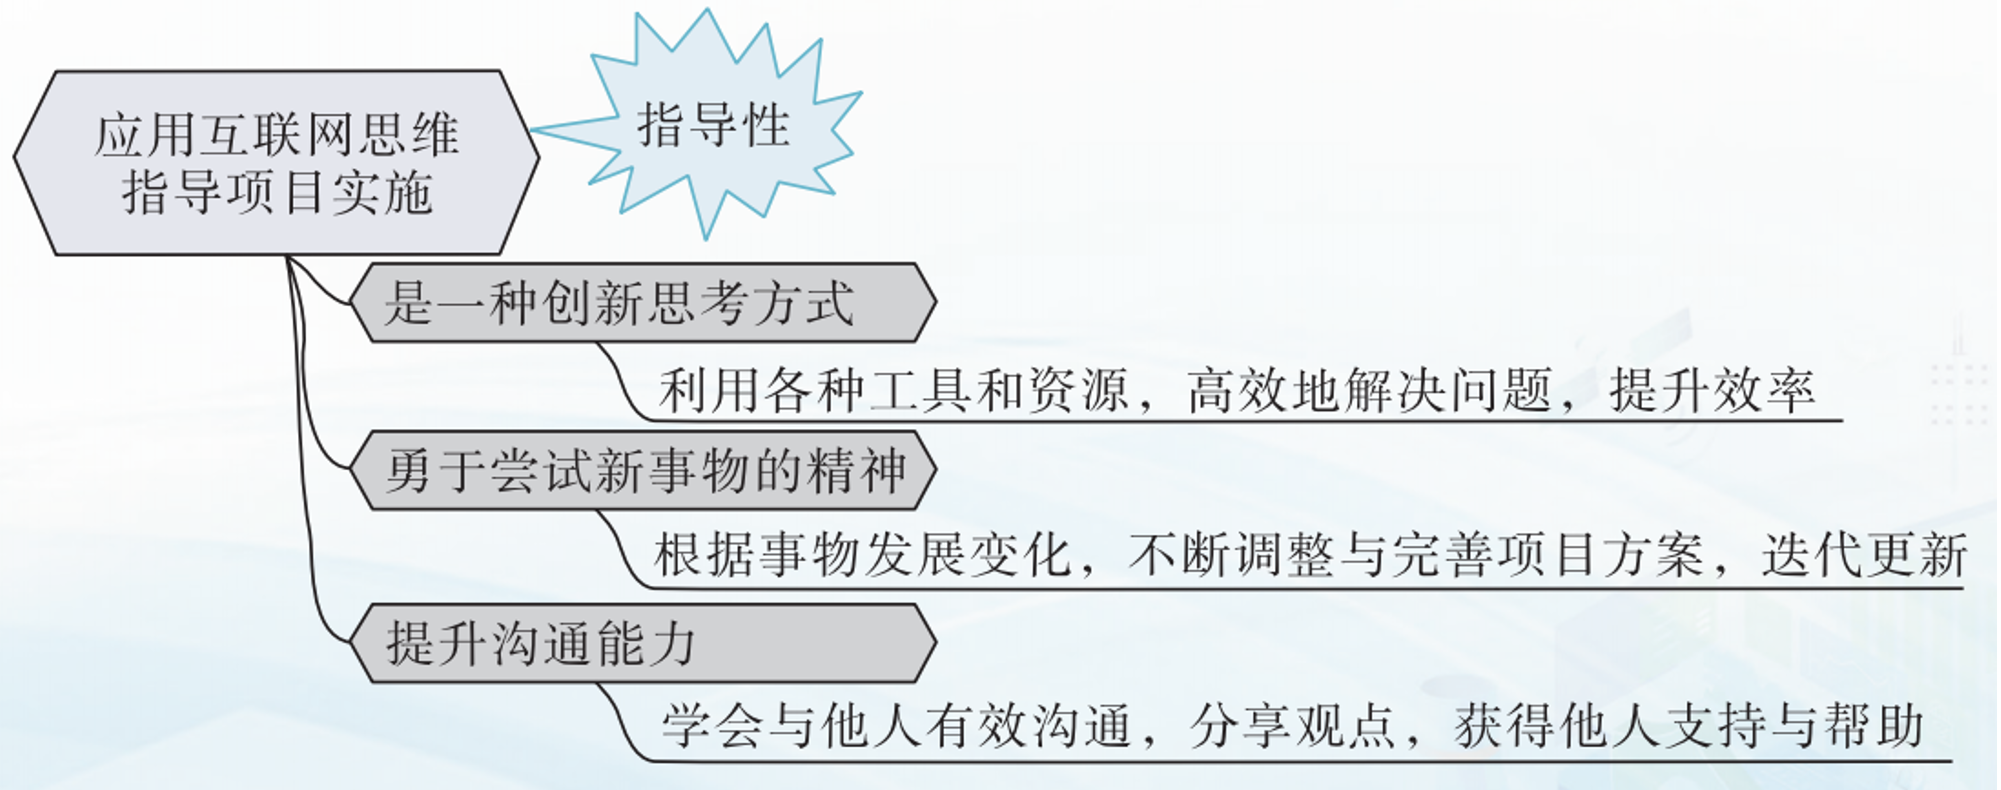 应用互联网思维
指导项目实施
指导性
是一种创新思考方式
利用各种工具和资源，高效地解决问题，提升效率
勇于尝试新事物的精神
根据事物发展变化，不断调整与完善项目方案，迭代更新
提升沟通能力
学会与他人有效沟通，分享观点，获得他人支持与帮助